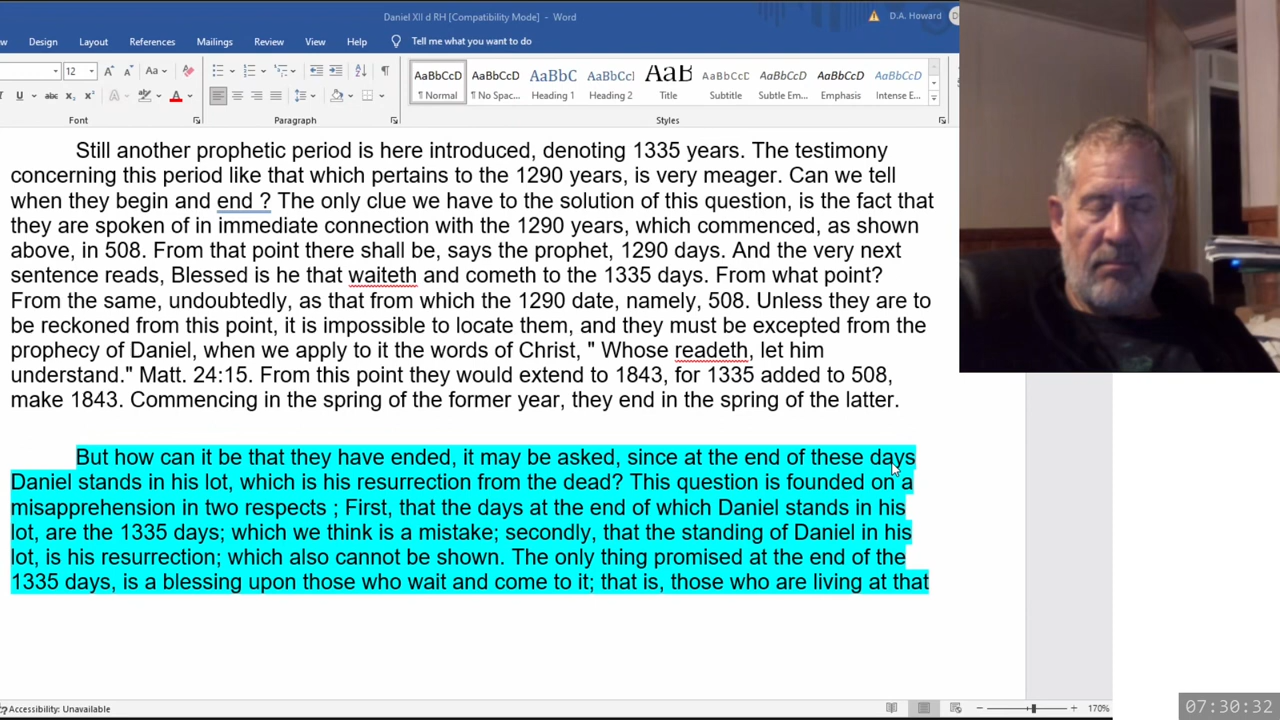 Daniel XII d RH [Compatibility Mode] - Word
D.A. Howard
Design Layout References Mailings Review View Help Tell me what you want to do
12 Aa
AaBbCcD AaBbCcD AaBbC AaBbCcI AaB AaBbCcD AaBbCcD AaBbCcD AaBbCcD
U abc x₂ x² A
¶ Normal ¶ No Spac... Heading 1 Heading 2 Title Subtitle Subtle Em... Emphasis Intense E...
Font Paragraph Styles
Still another prophetic period is here introduced, denoting 1335 years. The testimony
concerning this period like that which pertains to the 1290 years, is very meager. Can we tell
when they begin and end ? The only clue we have to the solution of this question, is the fact that
they are spoken of in immediate connection with the 1290 years, which commenced, as shown
above, in 508. From that point there shall be, says the prophet, 1290 days. And the very next
sentence reads, Blessed is he that waiteth and cometh to the 1335 days. From what point?
From the same, undoubtedly, as that from which the 1290 date, namely, 508. Unless they are to
be reckoned from this point, it is impossible to locate them, and they must be excepted from the
prophecy of Daniel, when we apply to it the words of Christ, " Whose readeth, let him
understand." Matt. 24:15. From this point they would extend to 1843, for 1335 added to 508,
make 1843. Commencing in the spring of the former year, they end in the spring of the latter.
But how can it be that they have ended, it may be asked, since at the end of these days
Daniel stands in his lot, which is his resurrection from the dead? This question is founded on a
misapprehension in two respects ; First, that the days at the end of which Daniel stands in his
lot, are the 1335 days; which we think is a mistake; secondly, that the standing of Daniel in his
lot, is his resurrection; which also cannot be shown. The only thing promised at the end of the
1335 days, is a blessing upon those who wait and come to it; that is, those who are living at that
Accessibility: Unavailable
170%
07:30:32